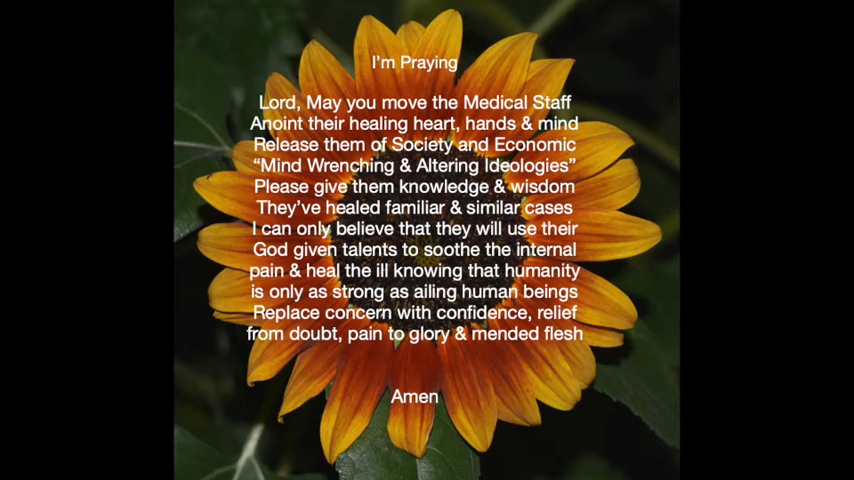 I'm Praying
Lord, May you move the Medical Staff
Anoint their healing heart, hands & mind
Release them of Society and Economic
“Mind Wrenching & Altering Ideologies”
Please give them knowledge & wisdom
They've healed familiar & similar cases
I can only believe that they will use their
God given talents to soothe the internal
pain & heal the ill knowing that humanity
is only as strong as ailing human beings
Replace concern with confidence, relief
from doubt, pain to glory & mended flesh
Amen